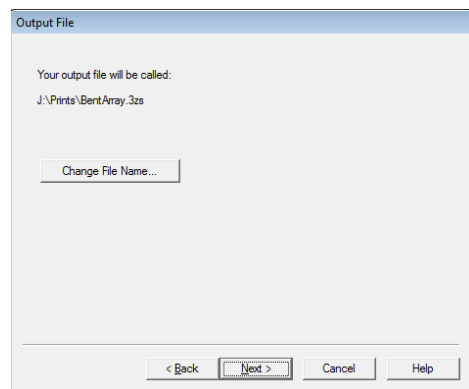 Output File
Your output file will be called:
J:\Prints\BentArray.3zs
Change File Name...
< Back
Next >
Cancel
Help